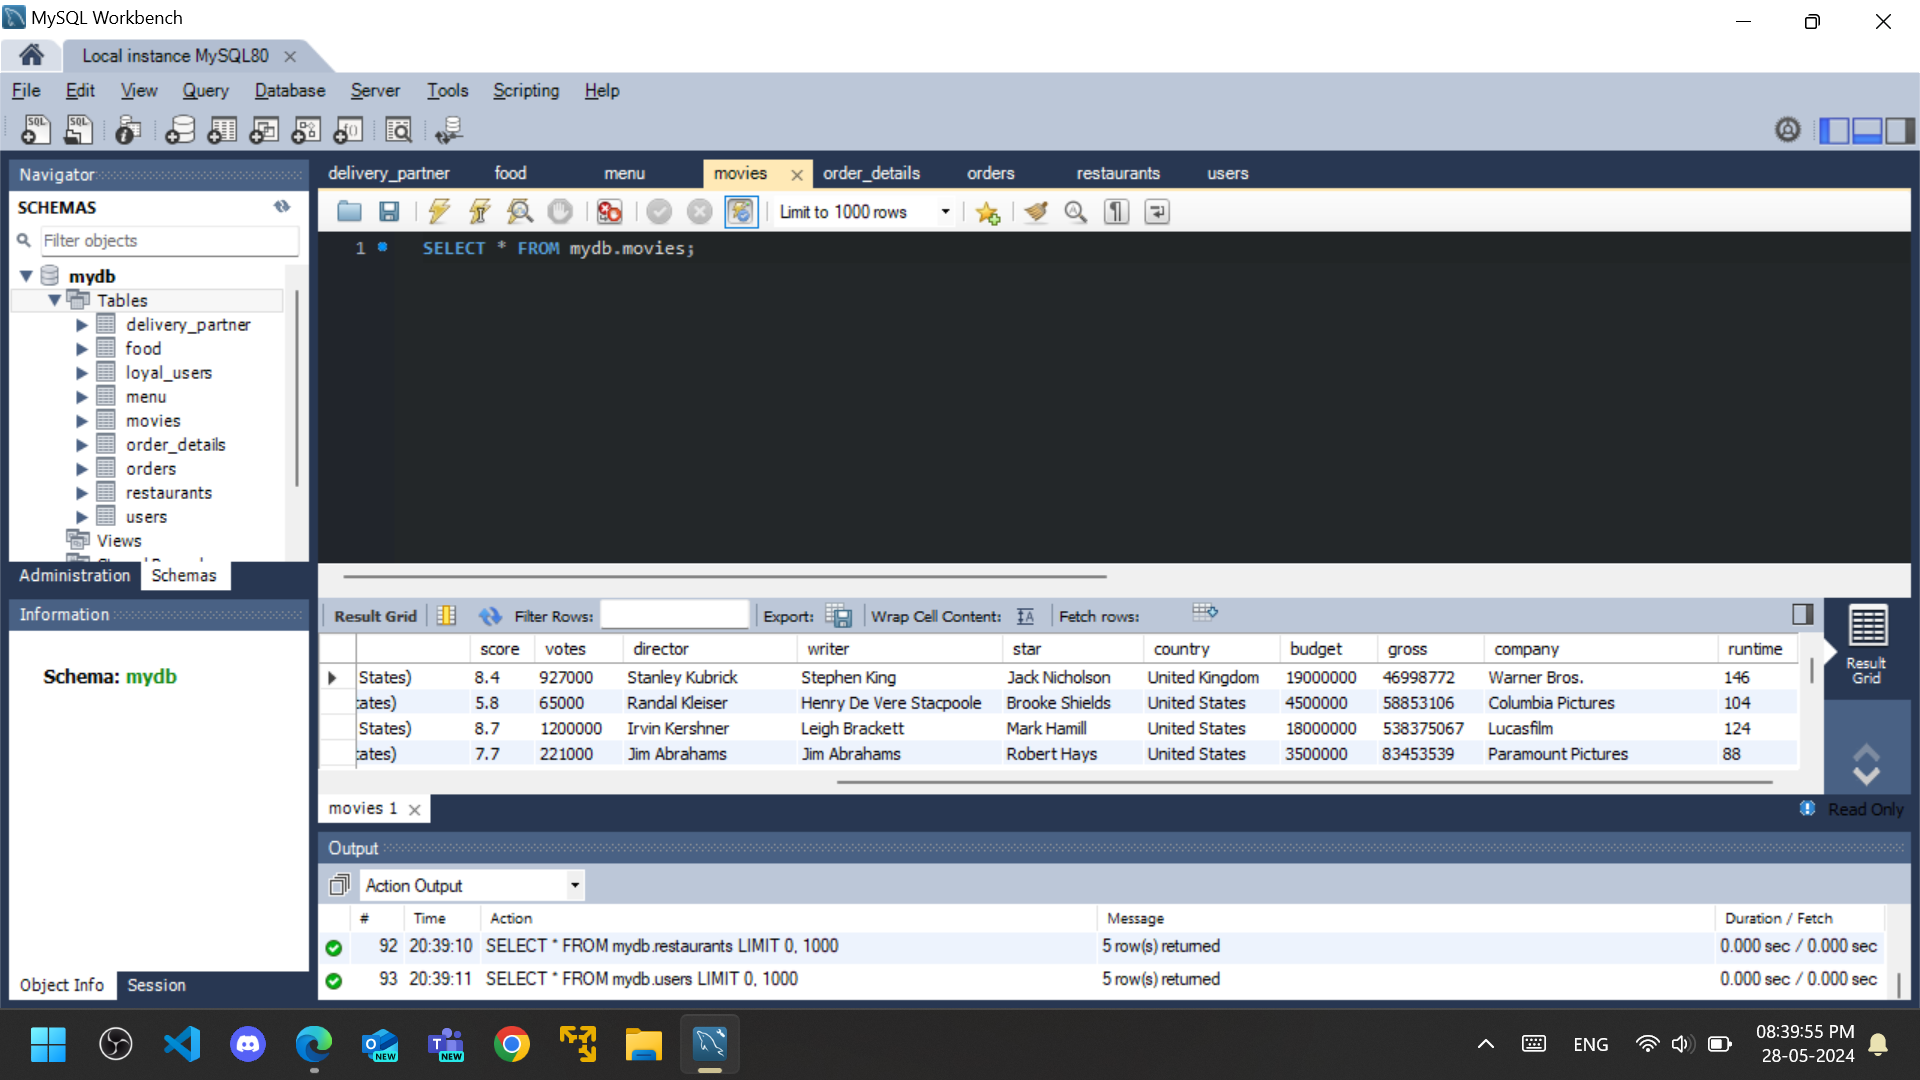 MySQL Workbench
Local instance MySQL80
File Edit View Query Database Server Tools Scripting Help
SQL SQL
Navigator
SCHEMAS
Filter objects
mydb
Tables
delivery_partner
food
loyal_users
menu
movies
order_details
orders
restaurants
users
Views
Administration Schemas
Information
Schema: mydb
Object Info Session
delivery_partner food menu movies order_details orders restaurants users
Limit to 1000 rows
1 SELECT * FROM mydb.movies;
Result Grid Filter Rows: Export: Wrap Cell Content: Fetch rows:
score votes director writer star country budget gross company runtime
States) 8.4 927000 Stanley Kubrick Stephen King Jack Nicholson United Kingdom 19000000 46998772 Warner Bros. 146
ates) 5.8 65000 Randal Kleiser Henry De Vere Stacpoole Brooke Shields United States 4500000 58853106 Columbia Pictures 104
States) 8.7 1200000 Irvin Kershner Leigh Brackett Mark Hamill United States 18000000 538375067 Lucasfilm 124
ates) 7.7 221000 Jim Abrahams Jim Abrahams Robert Hays United States 3500000 83453539 Paramount Pictures 88
Result
Grid
movies 1
Read Only
Output
Action Output
# Time Action Message Duration / Fetch
92 20:39:10 SELECT * FROM mydb.restaurants LIMIT 0, 1000 5 row(s) returned 0.000 sec / 0.000 sec
93 20:39:11 SELECT * FROM mydb.users LIMIT 0, 1000 5 row(s) returned 0.000 sec / 0.000 sec
NEW NEW
ENG
08:39:55 PM
28-05-2024